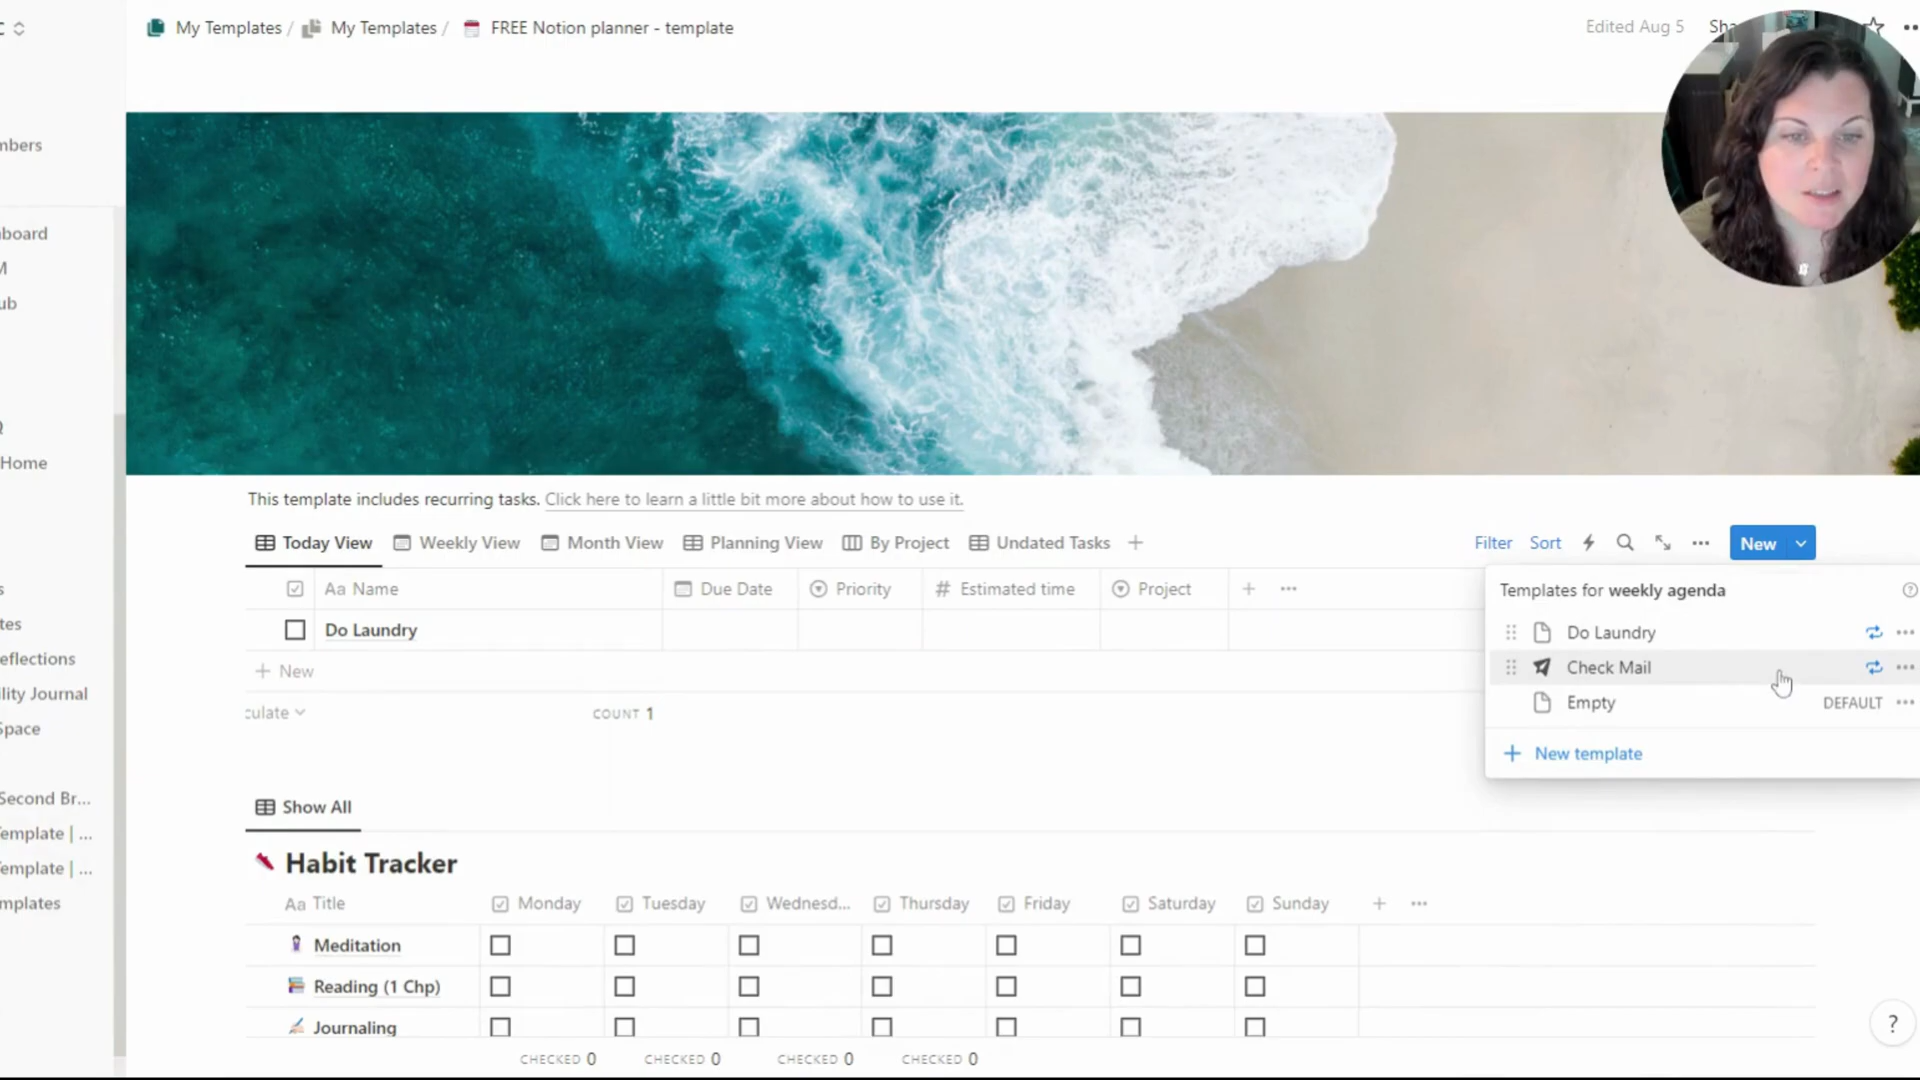 My Templates / My Templates / FREE Notion planner - template
Edited Aug 5
mbers
board
M
ub
Home
s
tes
eflections
ility Journal
Space
Second Br...
emplate | ...
emplate | ...
mplates
This template includes recurring tasks. Click here to learn a little bit more about how to use it.
Today View Weekly View Month View Planning View By Project Undated Tasks +
Filter Sort New
Aa Name Due Date Priority # Estimated time Project +
Do Laundry
+ New
culate COUNT 1
Templates for weekly agenda
Do Laundry
Check Mail
Empty DEFAULT
+ New template
Show All
Habit Tracker
Aa Title Monday Tuesday Wednesd... Thursday Friday Saturday Sunday +
Meditation
Reading (1 Chp)
Journaling
CHECKED 0 CHECKED 0 CHECKED 0 CHECKED 0
?